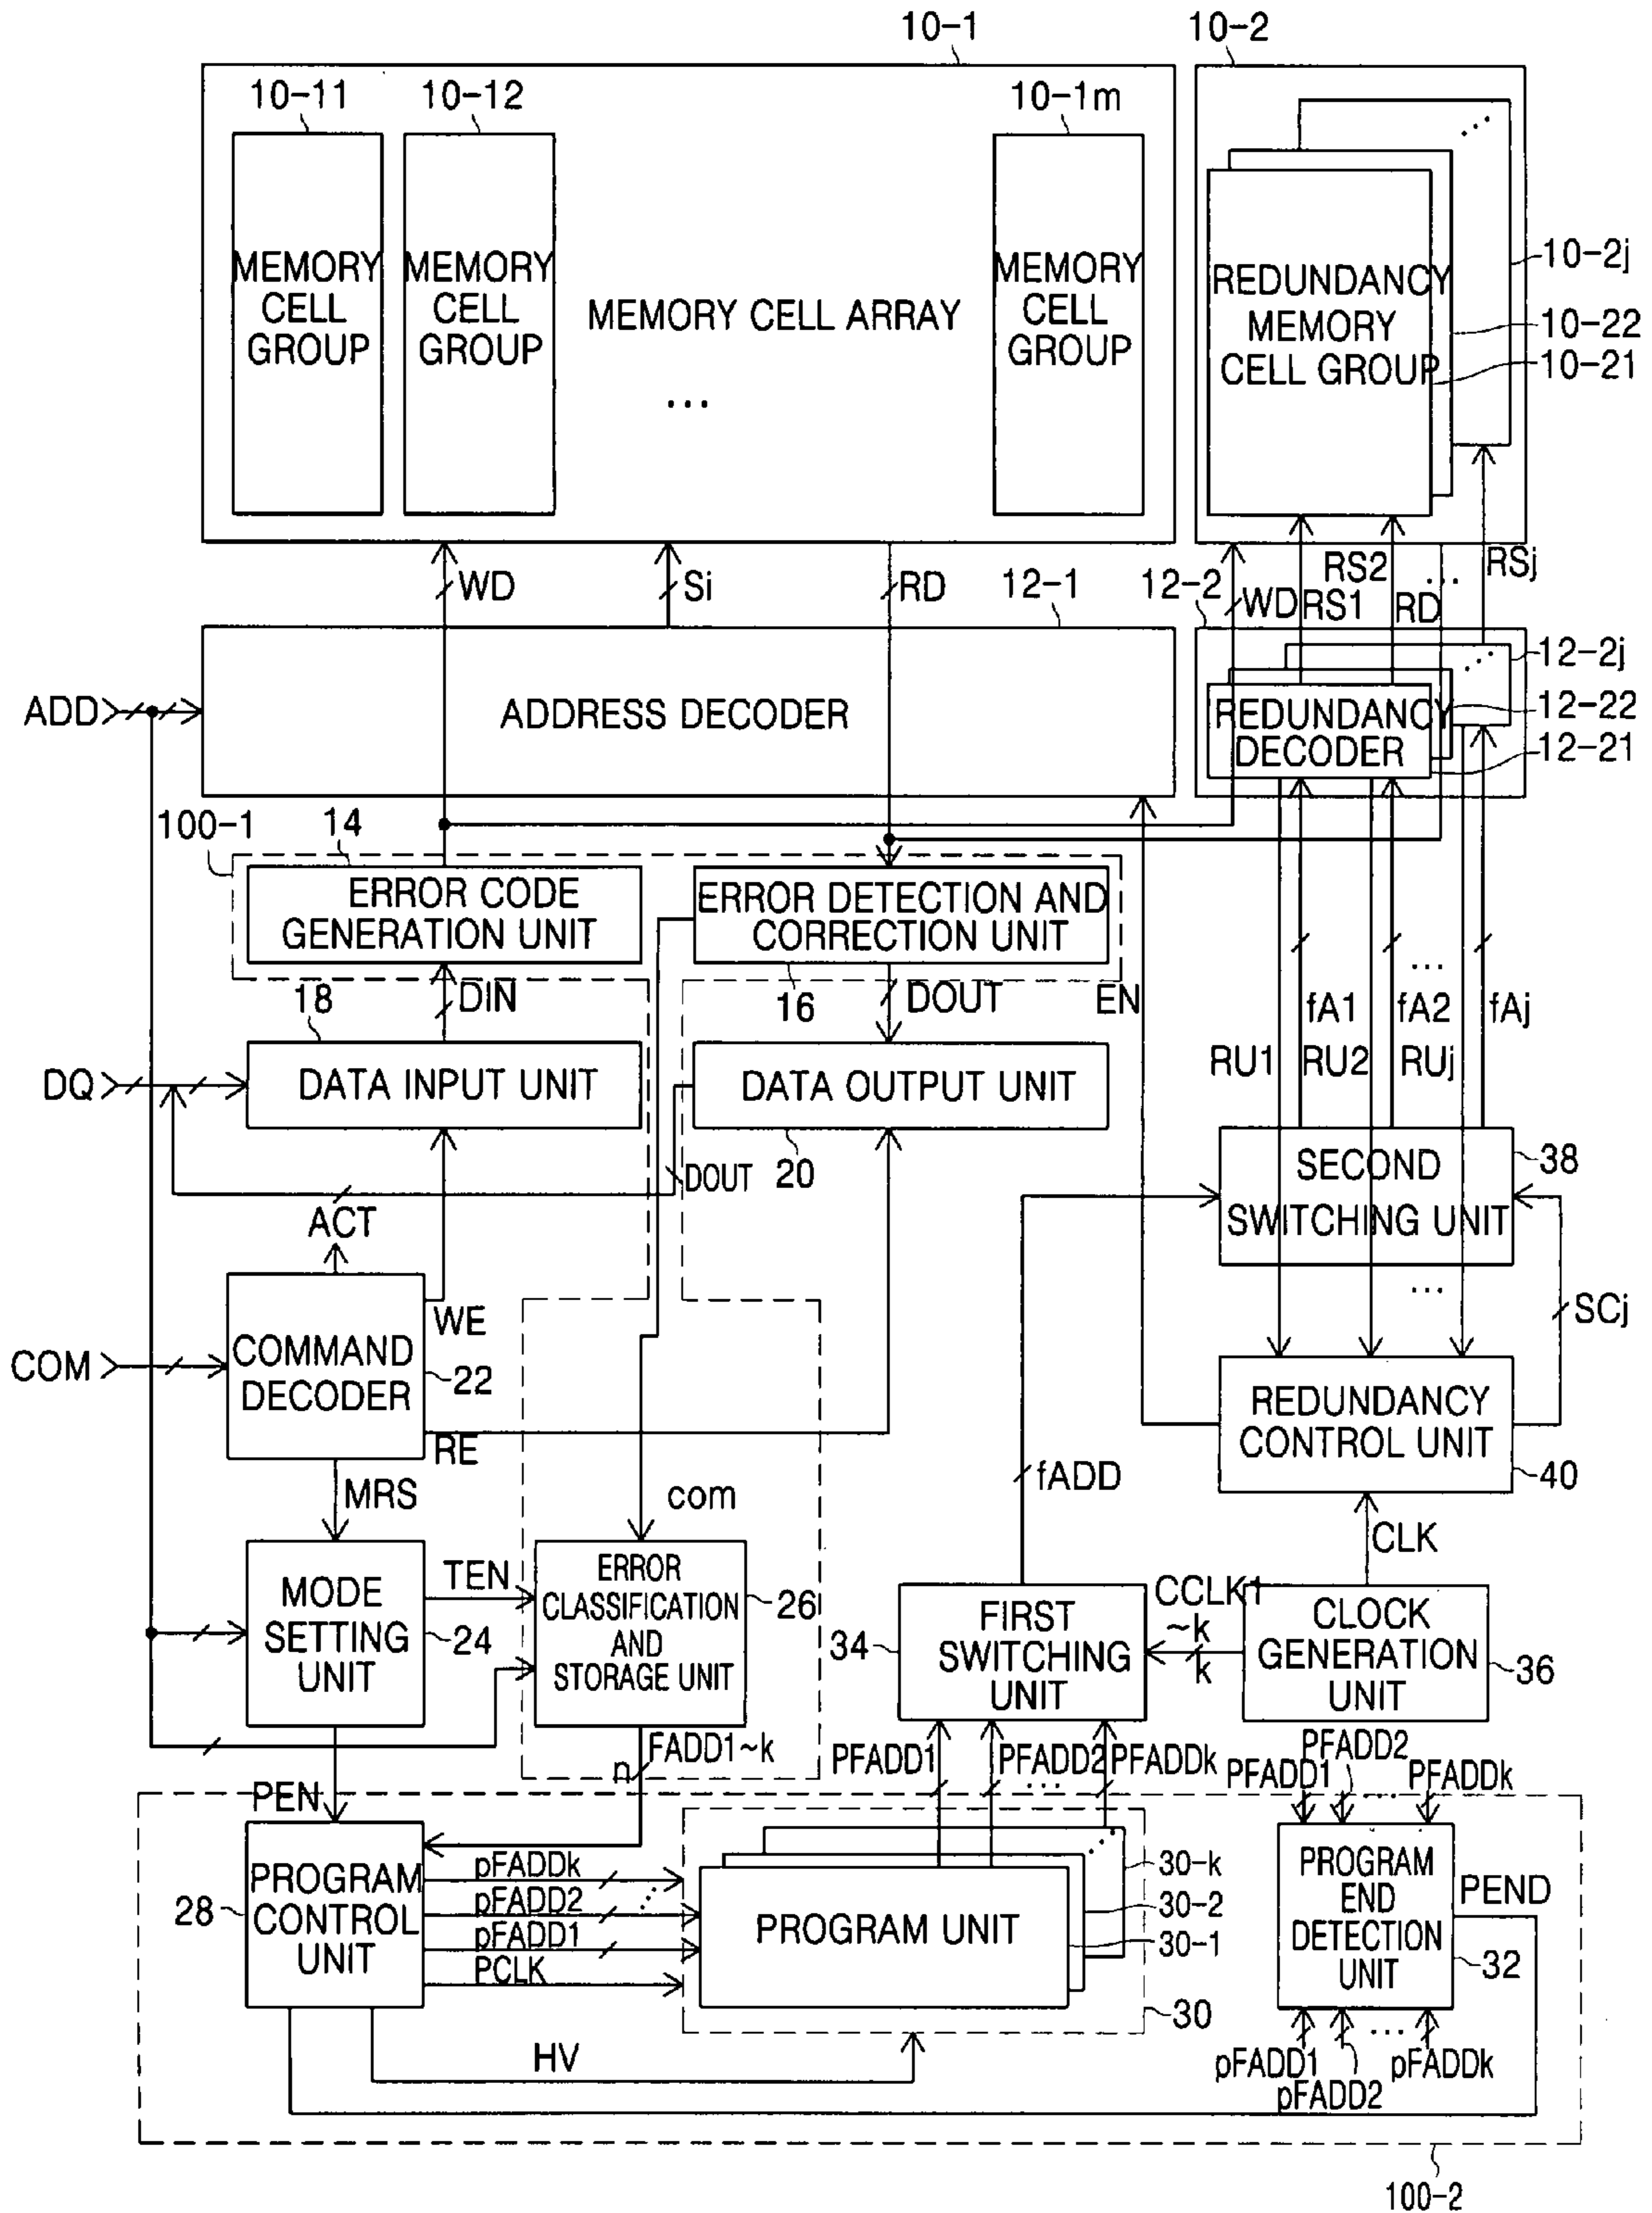 10-1
10-2
10-11
10-12
10-1m
MEMORY
CELL
GROUP
MEMORY
CELL
GROUP
MEMORY CELL ARRAY
...
MEMORY
CELL
GROUP
REDUNDANCY
MEMORY
CELL GROUP
...
10-2j
10-22
10-21
WD
Si
RD
12-1
12-2
WD
RS1
RS2
RD
...
RSj
ADD
ADDRESS DECODER
REDUNDANCY
DECODER
...
12-2j
12-22
12-21
100-1
14
ERROR CODE
GENERATION UNIT
ERROR DETECTION AND
CORRECTION UNIT
18
DIN
16
DOUT
EN
fA1
fA2
...
fAj
RU1
RU2
RUj
DQ
DATA INPUT UNIT
DATA OUTPUT UNIT
DOUT
20
SECOND
SWITCHING UNIT
38
ACT
WE
...
SCj
COM
COMMAND
DECODER
22
RE
REDUNDANCY
CONTROL UNIT
40
MRS
com
fADD
CLK
MODE
SETTING
UNIT
24
TEN
ERROR
CLASSIFICATION
AND
STORAGE UNIT
26
34
FIRST
SWITCHING
UNIT
CCLK1
~k
k
CLOCK
GENERATION
UNIT
36
PEN
n
FADD1~k
PFADD1
PFADD2
...
PFADDk
PFADD1
PFADD2
...
PFADDk
28
PROGRAM
CONTROL
UNIT
pFADDk
pFADD2
pFADD1
PCLK
...
PROGRAM UNIT
...
30-k
30-2
30-1
30
PROGRAM
END
DETECTION
UNIT
PEND
32
HV
pFADD1
pFADD2
...
pFADDk
100-2